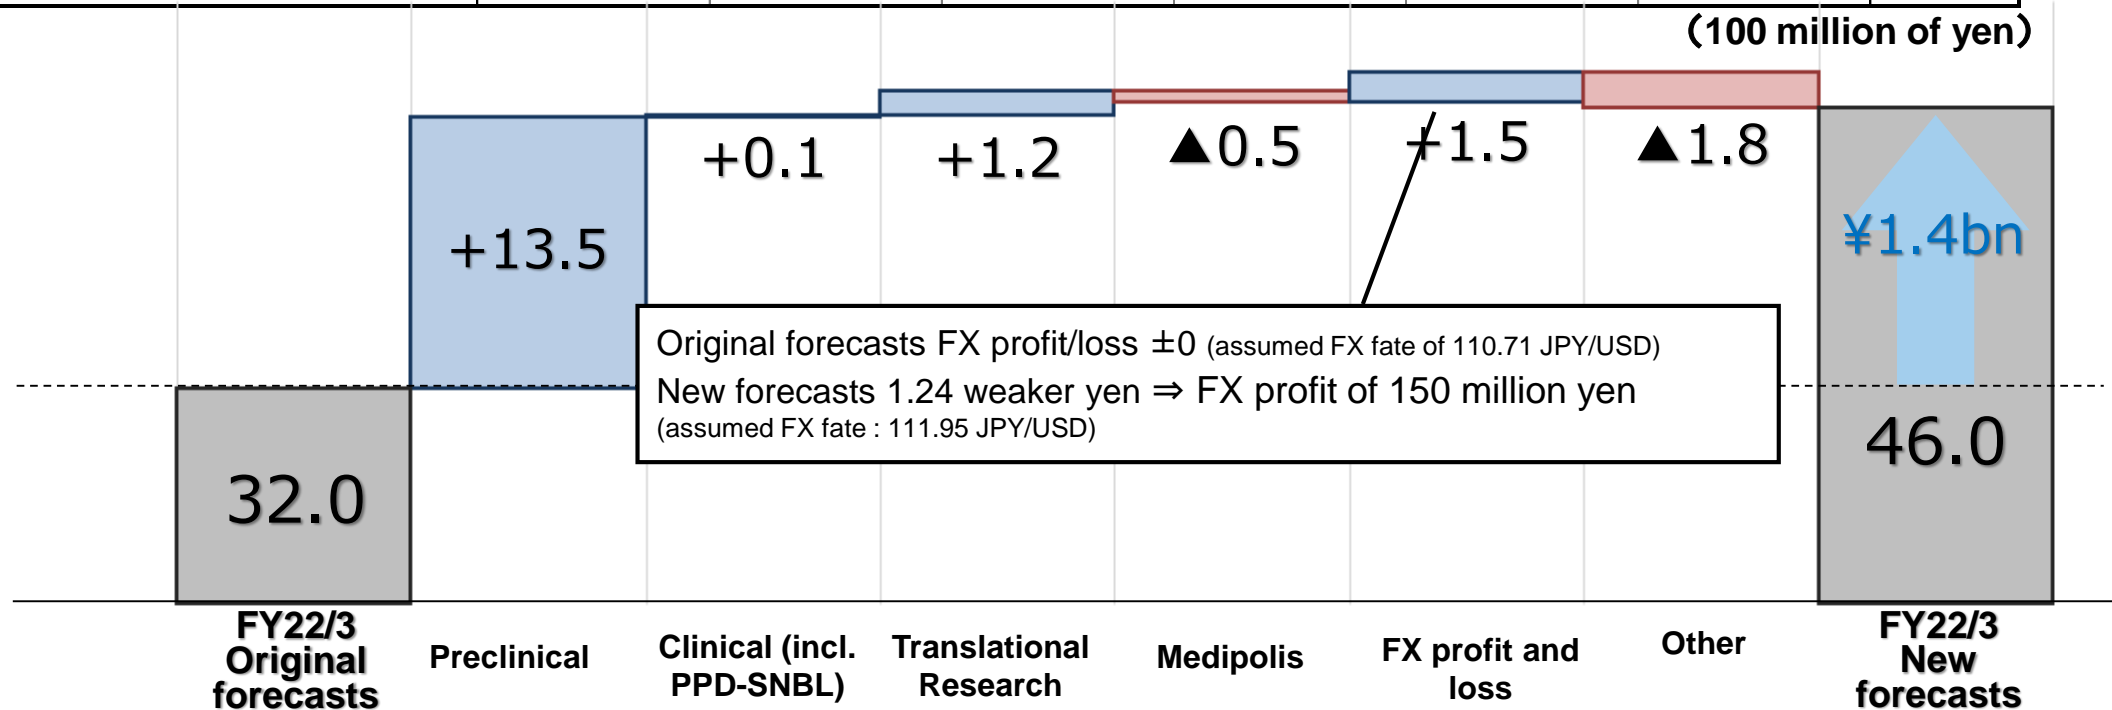 （100 million of yen）
+13.5
+0.1
+1.2
▲0.5
+1.5
▲1.8
¥1.4bn
Original forecasts FX profit/loss ±0 (assumed FX fate of 110.71 JPY/USD)
New forecasts 1.24 weaker yen ⇒ FX profit of 150 million yen
(assumed FX fate : 111.95 JPY/USD)
32.0
46.0
FY22/3
Original
forecasts
Preclinical
Clinical (incl.
PPD-SNBL)
Translational
Research
Medipolis
FX profit and
loss
Other
FY22/3
New
forecasts